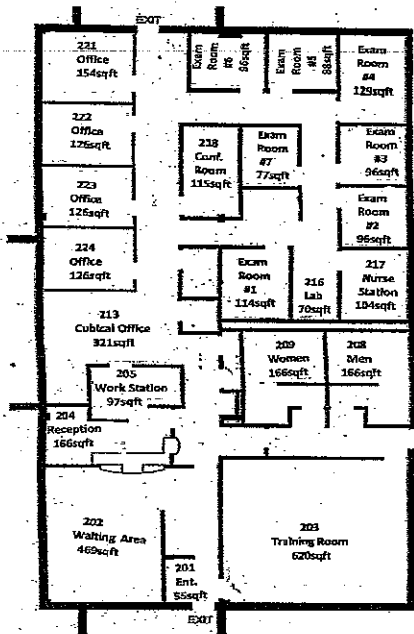 EXIT
221
Office
154sqft
Exam
Room
#6
96sqft
Exam
Room
#5
88sqft
Exam
Room
#4
129sqft
222
Office
126sqft
218
Conf.
Room
115sqft
Exam
Room
#7
77sqft
Exam
Room
#3
96sqft
223
Office
126sqft
Exam
Room
#2
96sqft
224
Office
126sqft
Exam
Room
#1
114sqft
216
Lab
70sqft
217
Nurse
Station
104sqft
213
Cubical Office
321sqft
209
Women
166sqft
208
Men
166sqft
205
Work Station
97sqft
204
Reception
166sqft
202
Waiting Area
469sqft
203
Training Room
620sqft
201
Ent.
55sqft
EXIT